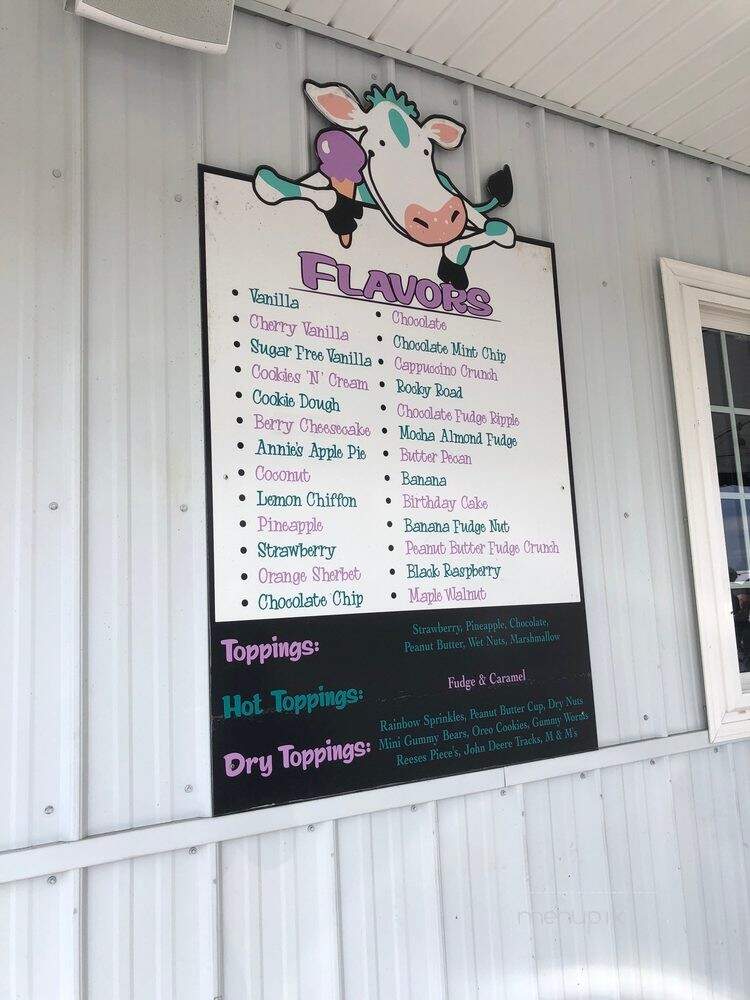 FLAVORS
Vanilla
Cherry Vanilla
Sugar Free Vanilla
Cookies 'N' Cream
Cookie Dough
Berry Cheesecake
Annie's Apple Pie
Coconut
Lemon Chiffon
Pineapple
Strawberry
Orange Sherbet
Chocolate Chip
Chocolate
Chocolate Mint Chip
Cappuccino Crunch
Rocky Road
Chocolate Fudge Ripple
Mocha Almond Fudge
Butter Pecan
Banana
Birthday Cake
Banana Fudge Nut
Peanut Butter Fudge Crunch
Black Raspberry
Maple Walnut
Toppings:
Strawberry, Pineapple, Chocolate,
Peanut Butter, Wet Nuts, Marshmallow
Hot Toppings:
Fudge & Caramel
Dry Toppings:
Rainbow Sprinkles, Peanut Butter Cup, Dry Nuts
Mini Gummy Bears, Oreo Cookies, Gummy Worms
Reeses Piece's, John Deere Tracks, M & M's
menupix